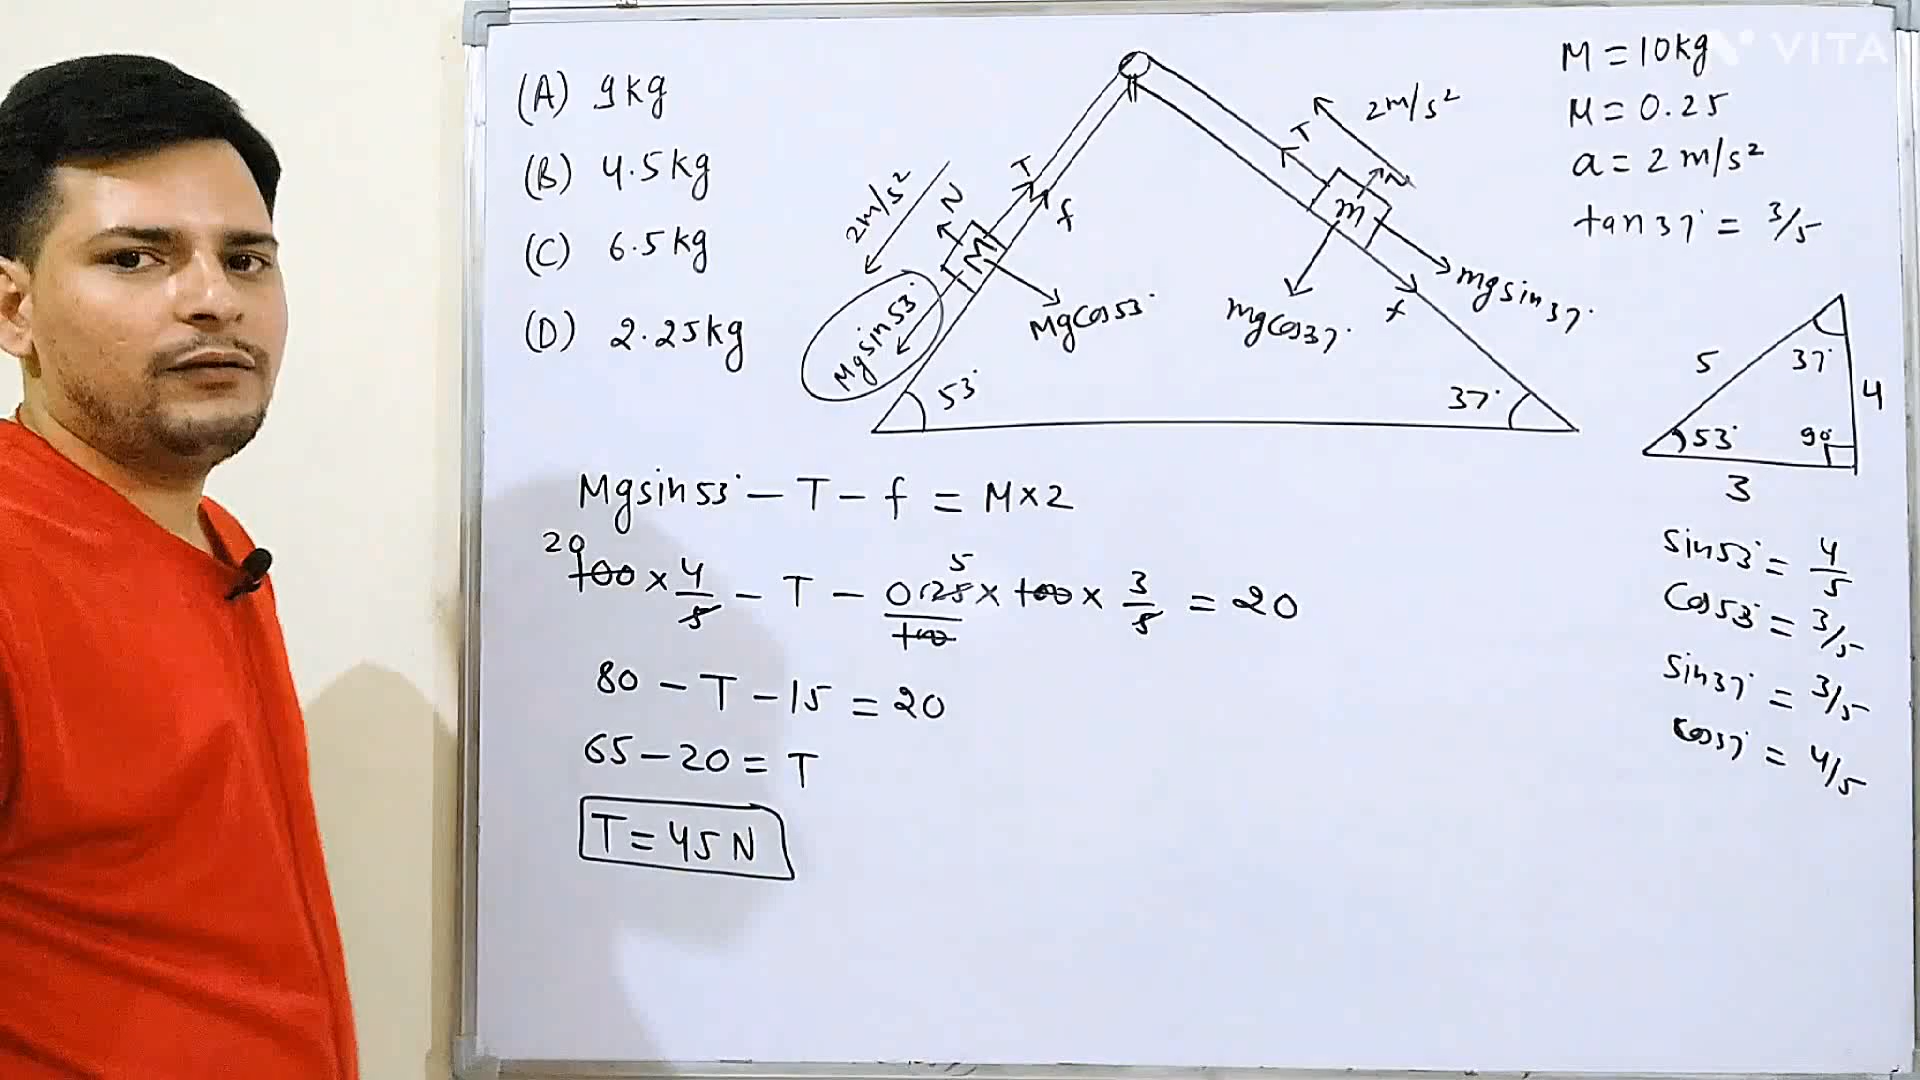 (A) 9kg
(B) 4.5kg
(C) 6.5kg
(D) 2.25kg
2m/s²
N
T
f
M
Mgsin53°
Mgcos53°
53°
T
2m/s²
N
m
mgsin37°
f
mgcos37°
37°
M = 10kg
VITA
μ = 0.25
a = 2 m/s²
tan37° = 3/5
5
37°
4
53°
90°
3
sin53° = 4/5
cos53° = 3/5
sin37° = 3/5
cos37° = 4/5
Mgsin53° - T - f = M×2
20 5
100 × 4/5 - T - 0.25/100 × 100 × 3/5 = 20
80 - T - 15 = 20
65 - 20 = T
T = 45N